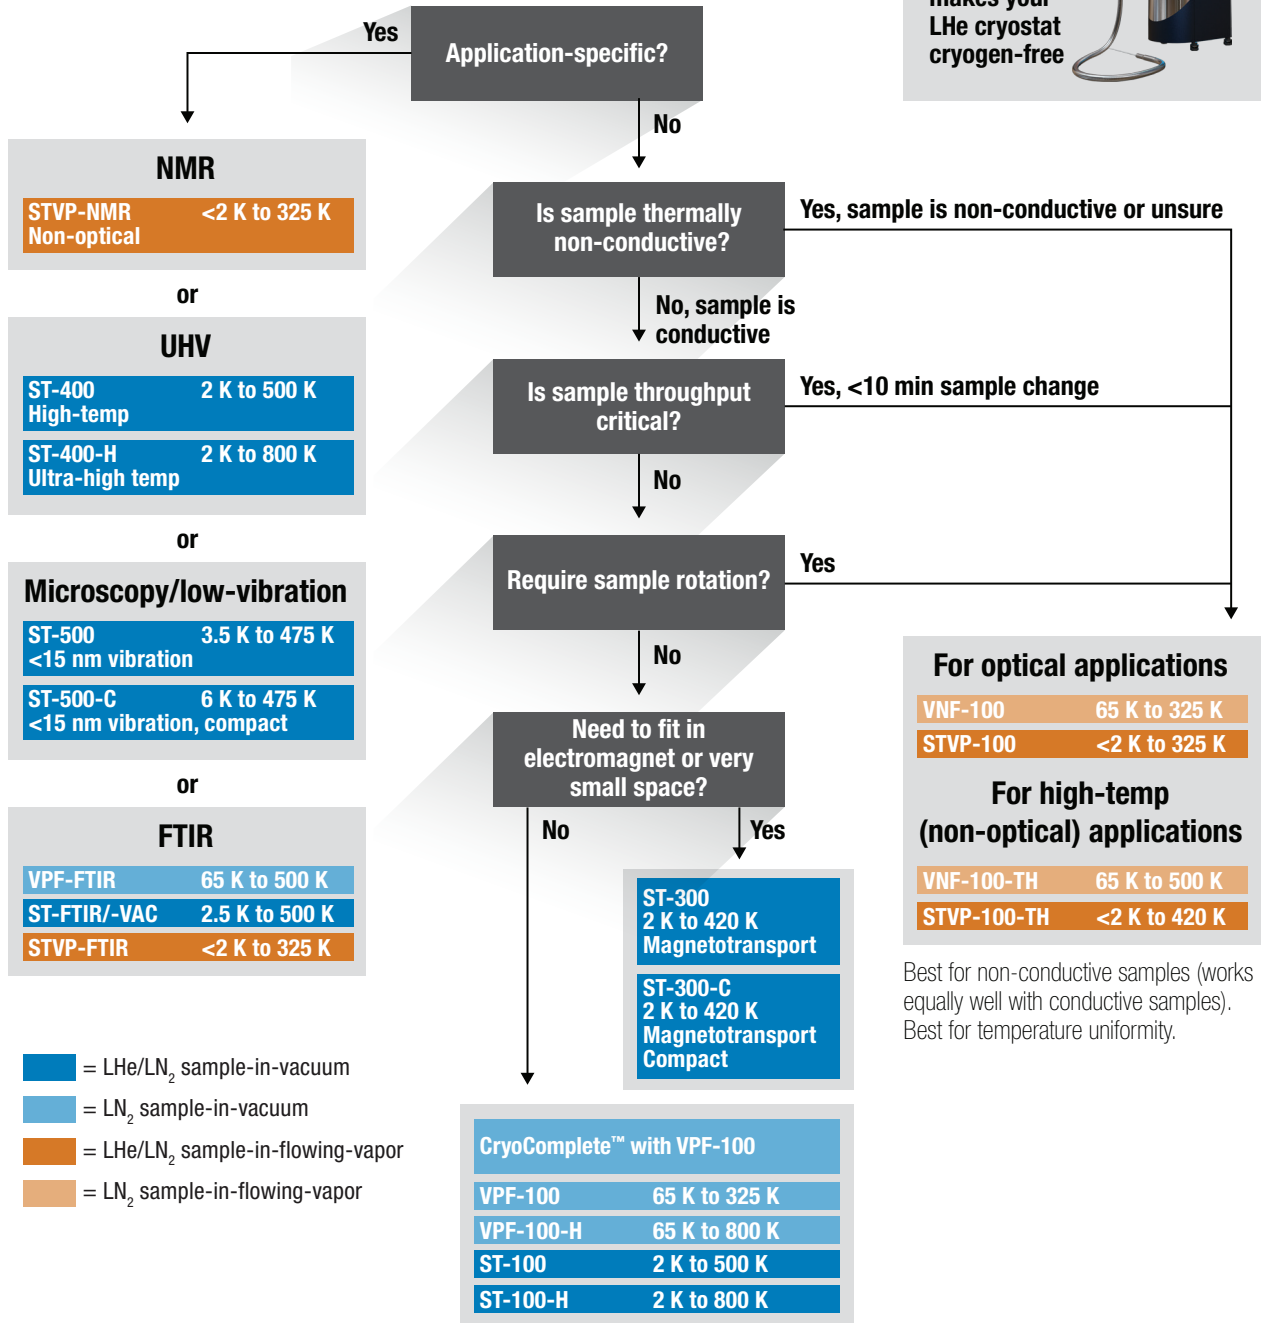 makes your
LHe cryostat
cryogen-free
Application-specific?
Yes
No
NMR
STVP-NMR <2 K to 325 K
Non-optical
or
UHV
ST-400 2 K to 500 K
High-temp
ST-400-H 2 K to 800 K
Ultra-high temp
or
Microscopy/low-vibration
ST-500 3.5 K to 475 K
<15 nm vibration
ST-500-C 6 K to 475 K
<15 nm vibration, compact
or
FTIR
VPF-FTIR 65 K to 500 K
ST-FTIR/-VAC 2.5 K to 500 K
STVP-FTIR <2 K to 325 K
Is sample thermally
non-conductive?
Yes, sample is non-conductive or unsure
No, sample is
conductive
Is sample throughput
critical?
Yes, <10 min sample change
No
Require sample rotation?
Yes
No
Need to fit in
electromagnet or very
small space?
No
Yes
ST-300
2 K to 420 K
Magnetotransport
ST-300-C
2 K to 420 K
Magnetotransport
Compact
CryoComplete™ with VPF-100
VPF-100 65 K to 325 K
VPF-100-H 65 K to 800 K
ST-100 2 K to 500 K
ST-100-H 2 K to 800 K
For optical applications
VNF-100 65 K to 325 K
STVP-100 <2 K to 325 K
For high-temp
(non-optical) applications
VNF-100-TH 65 K to 500 K
STVP-100-TH <2 K to 420 K
Best for non-conductive samples (works
equally well with conductive samples).
Best for temperature uniformity.
= LHe/LN₂ sample-in-vacuum
= LN₂ sample-in-vacuum
= LHe/LN₂ sample-in-flowing-vapor
= LN₂ sample-in-flowing-vapor